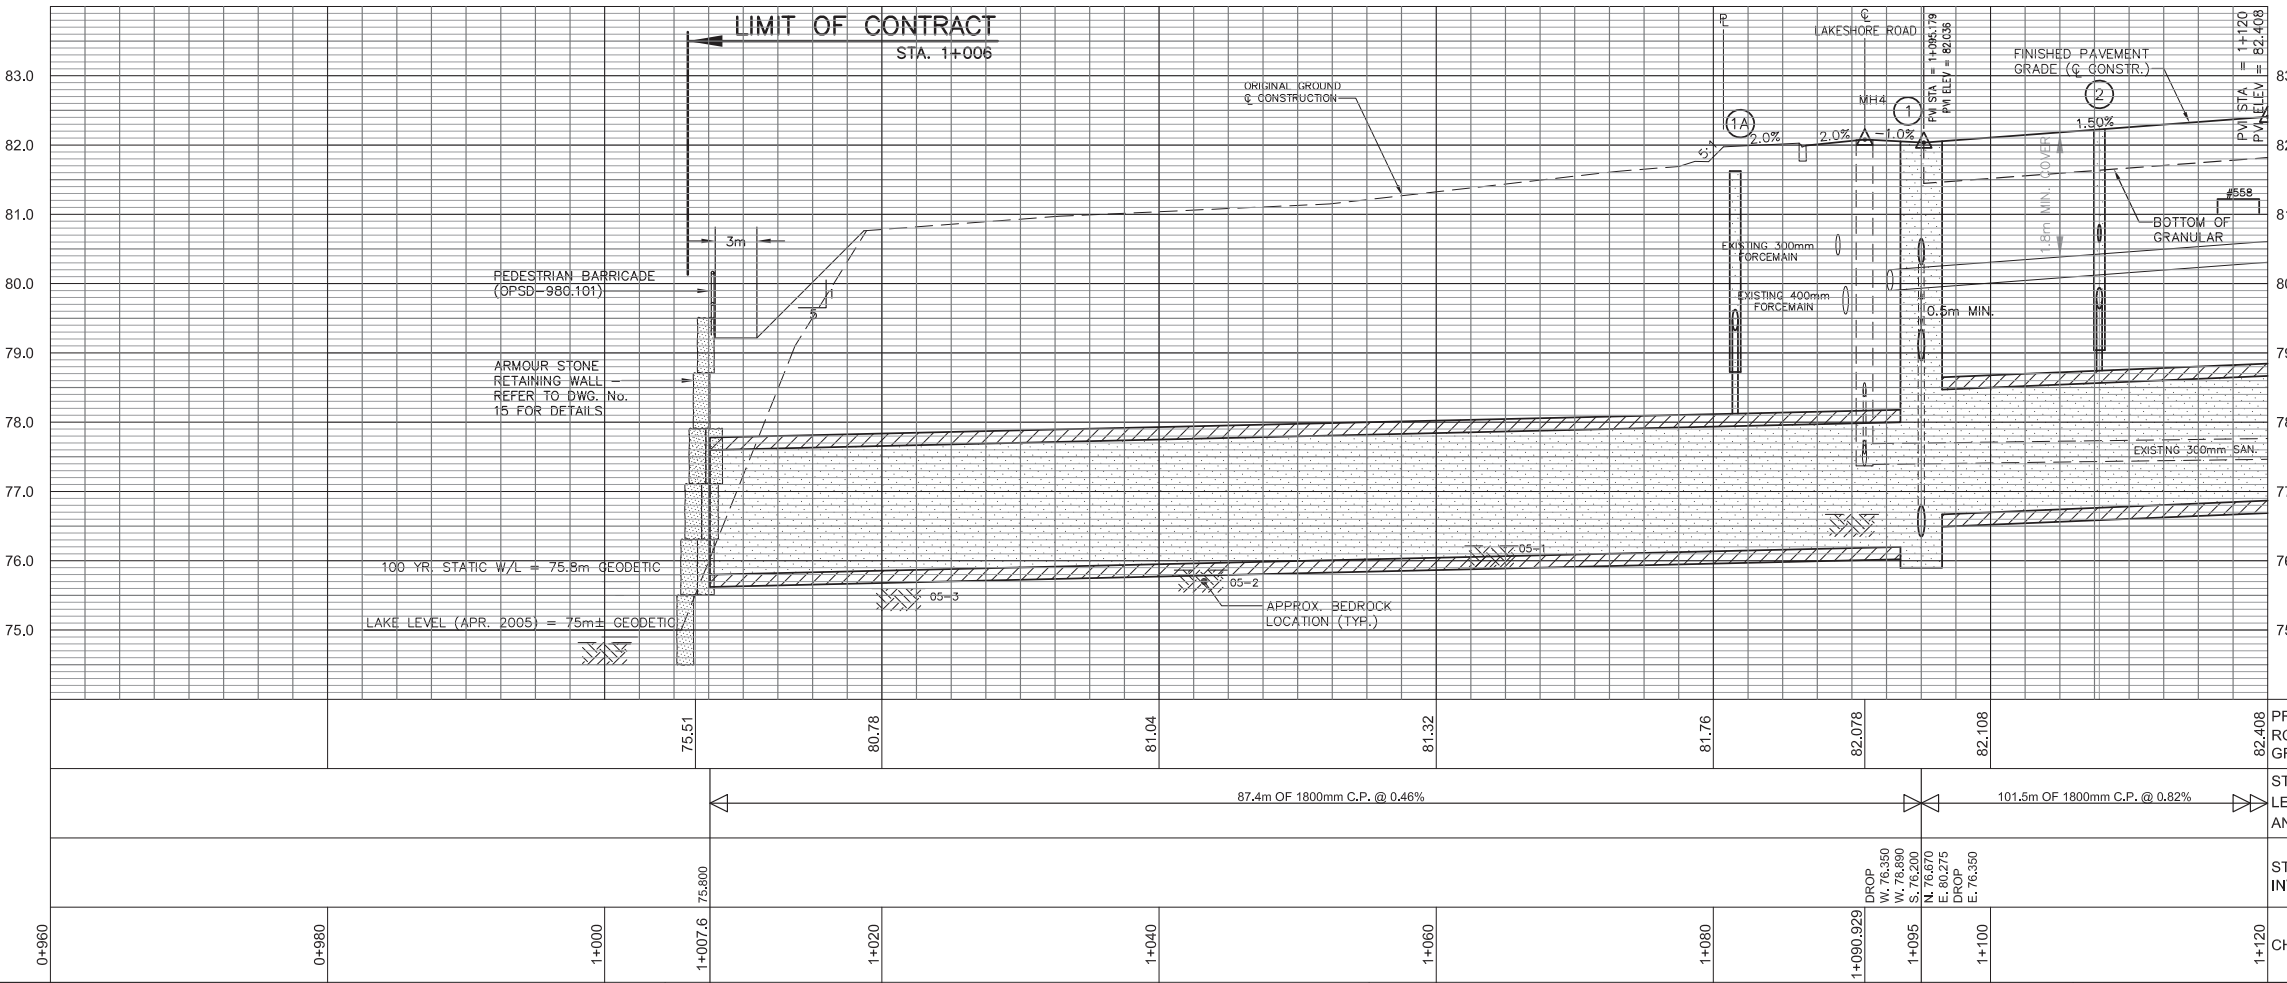 LIMIT OF CONTRACT
STA. 1+006
83.0
82.0
81.0
80.0
79.0
78.0
77.0
76.0
75.0
ORIGINAL GROUND
℄ CONSTRUCTION
3m
PEDESTRIAN BARRICADE
(OPSD-980.101)
1
5
ARMOUR STONE
RETAINING WALL –
REFER TO DWG. No.
15 FOR DETAILS
100 YR. STATIC W/L = 75.8m GEODETIC
LAKE LEVEL (APR. 2005) = 75m± GEODETIC
05-3
05-2
05-1
APPROX. BEDROCK
LOCATION (TYP.)
PL
℄
LAKESHORE ROAD
PVI STA = 1+095.179
PVI ELEV = 82.036
MH4
1
1A
2
5:1
2.0%
2.0%
-1.0%
1.50%
FINISHED PAVEMENT
GRADE (℄ CONSTR.)
PVI STA = 1+120
PVI ELEV = 82.408
1.8m MIN. COVER
#558
BOTTOM OF
GRANULAR
EXISTING 300mm
FORCEMAIN
EXISTING 400mm
FORCEMAIN
0.5m MIN.
EXISTING 300mm SAN.
75.51
80.78
81.04
81.32
81.76
82.078
82.108
82.408
87.4m OF 1800mm C.P. @ 0.46%
101.5m OF 1800mm C.P. @ 0.82%
75.800
DROP
W. 76.350
W. 78.890
S. 76.200
N. 76.670
E. 80.275
DROP
E. 76.350
0+960
0+980
1+000
1+007.6
1+020
1+040
1+060
1+080
1+090.929
1+095
1+100
1+120